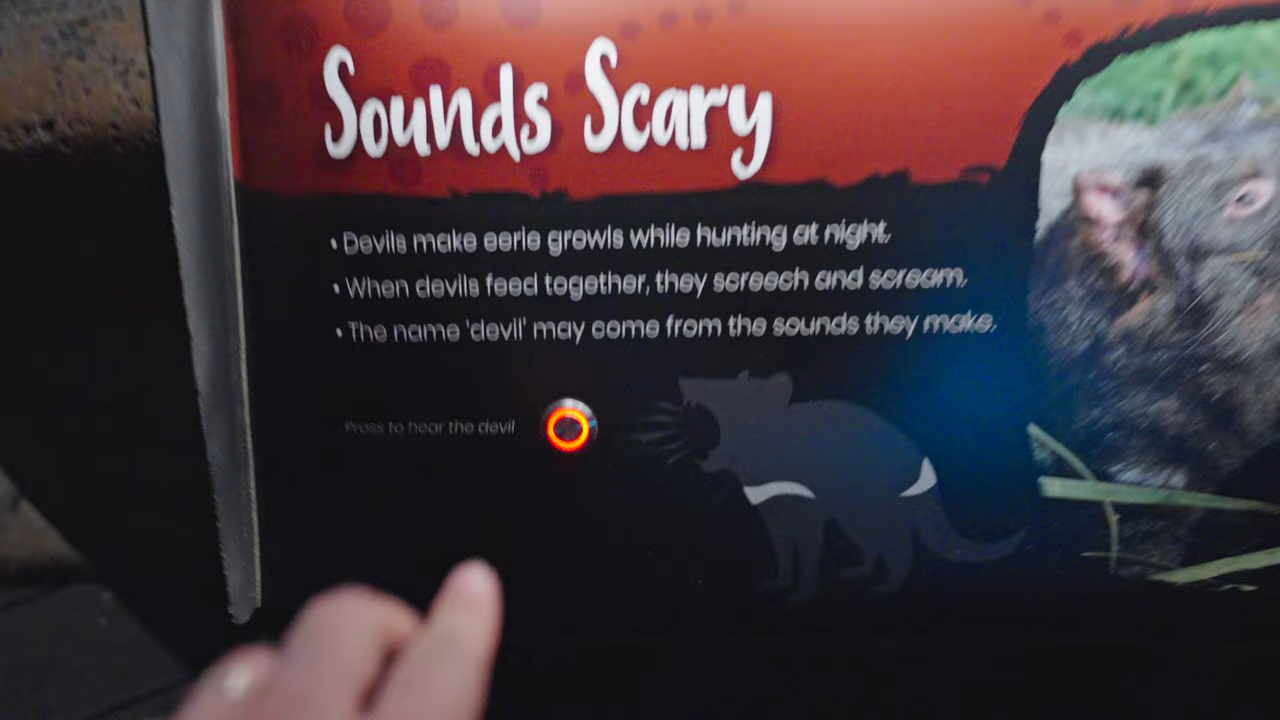 Sounds Scary
• Devils make eerie growls while hunting at night.
• When devils feed together, they screech and scream.
• The name 'devil' may come from the sounds they make.
Press to hear the devil